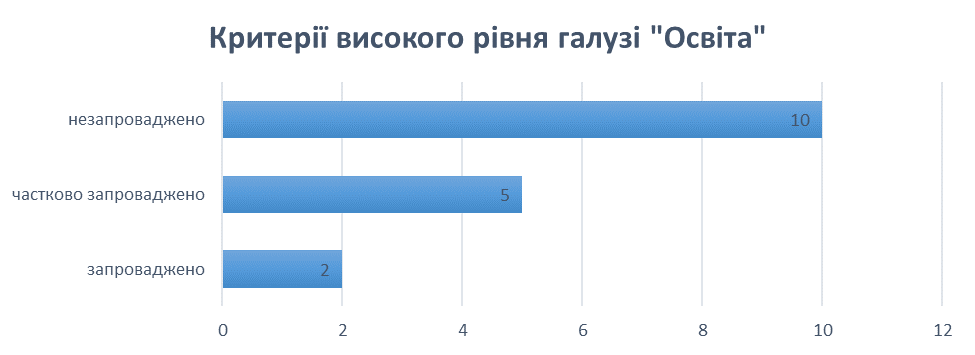 Критерії високого рівня галузі "Освіта"
незапроваджено
10
частково запроваджено
5
запроваджено
2
0 2 4 6 8 10 12